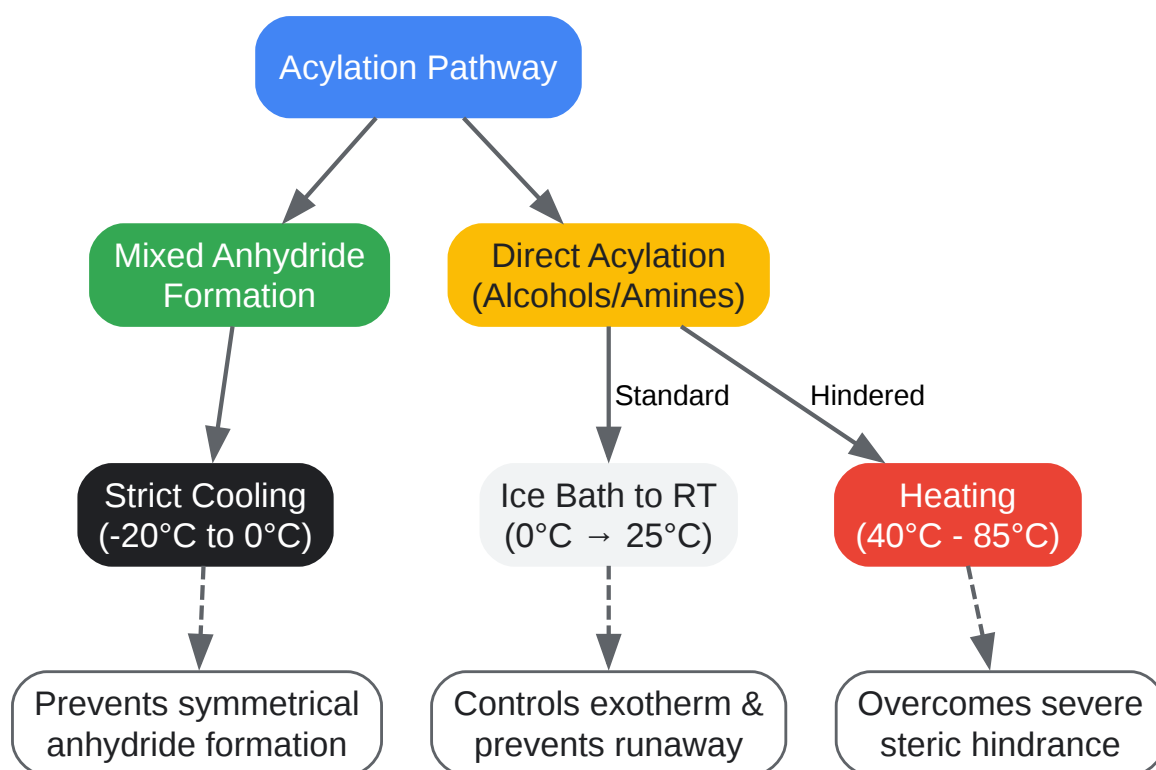 Acylation Pathway
Mixed Anhydride
Formation
Direct Acylation
(Alcohols/Amines)
Standard
Hindered
Strict Cooling
(-20°C to 0°C)
Ice Bath to RT
(0°C → 25°C)
Heating
(40°C - 85°C)
Prevents symmetrical
anhydride formation
Controls exotherm &
prevents runaway
Overcomes severe
steric hindrance